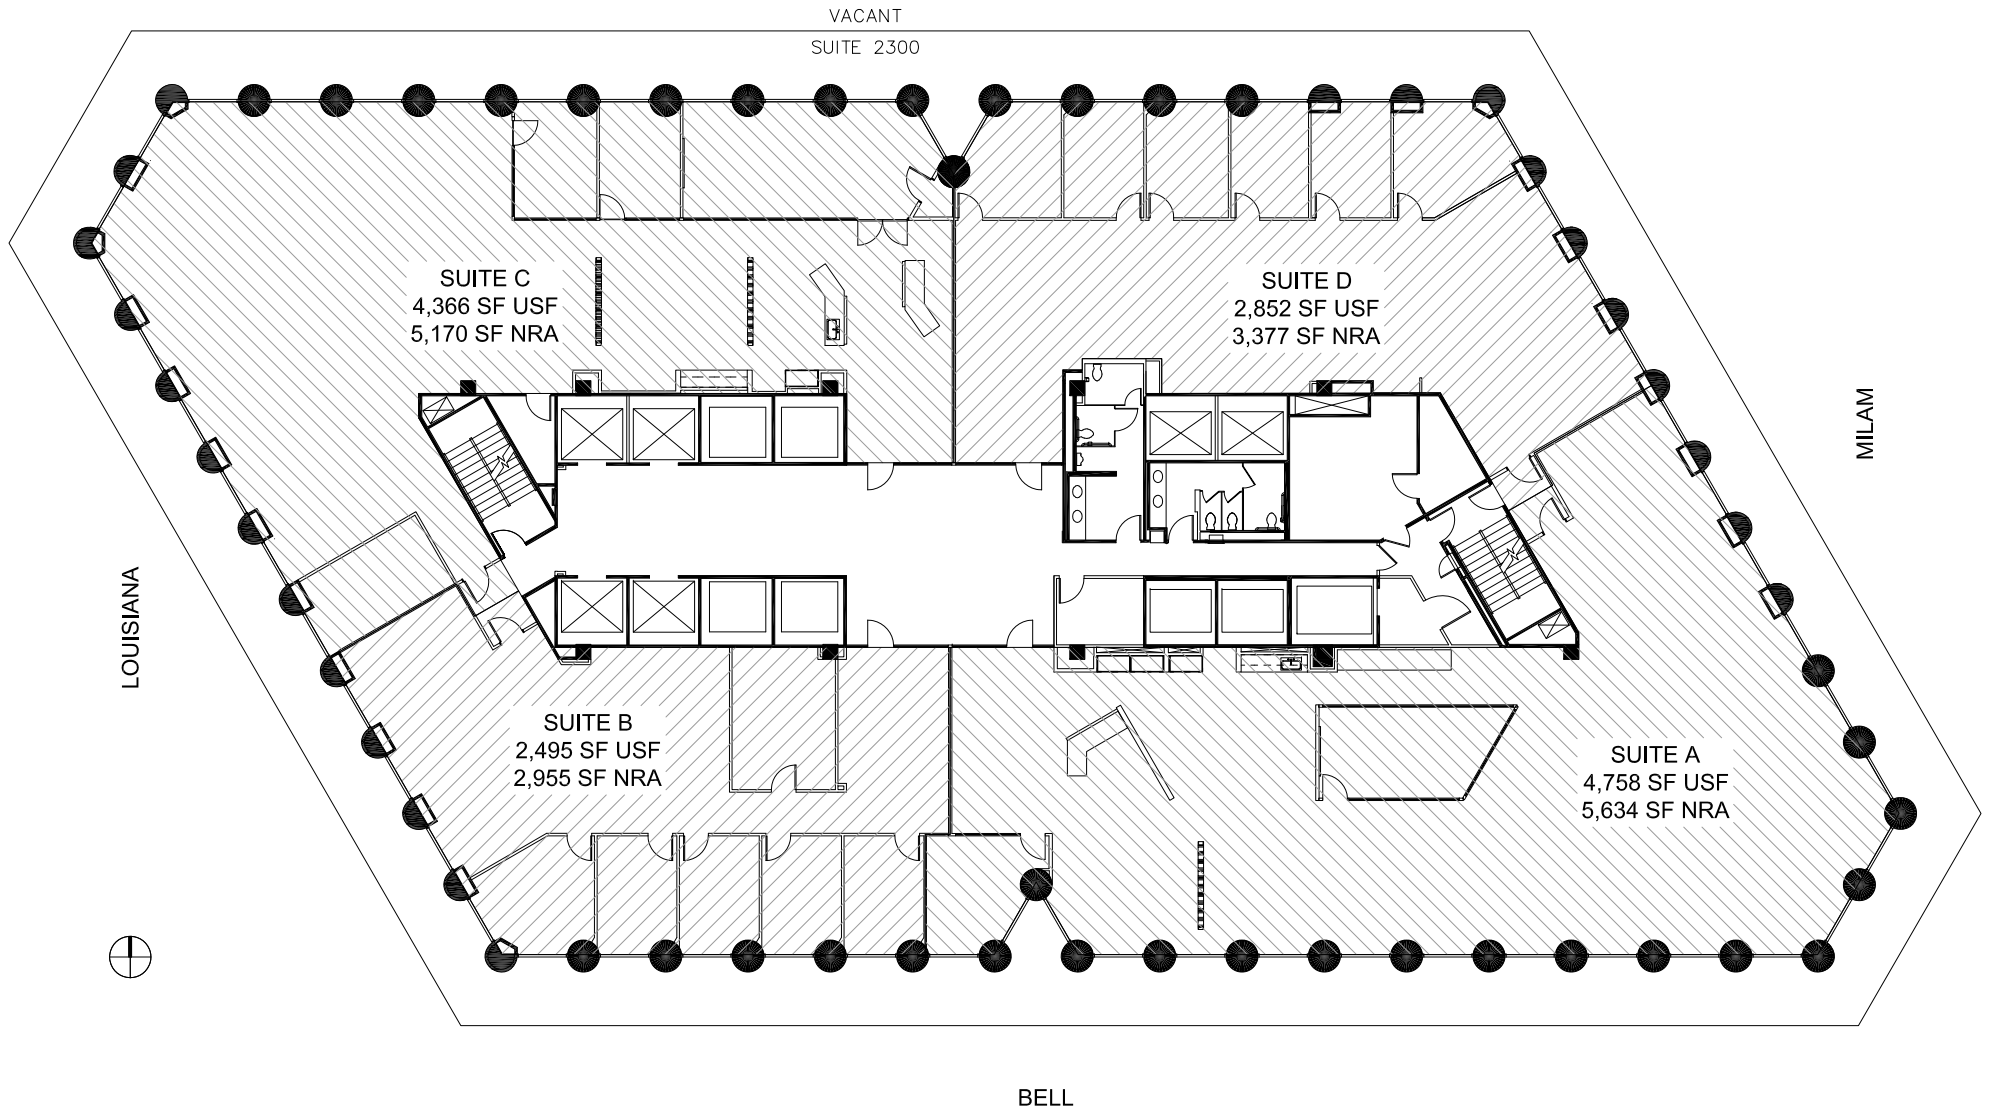 VACANT
SUITE 2300
SUITE C
4,366 SF USF
5,170 SF NRA
SUITE D
2,852 SF USF
3,377 SF NRA
MILAM
LOUISIANA
SUITE B
2,495 SF USF
2,955 SF NRA
SUITE A
4,758 SF USF
5,634 SF NRA
BELL